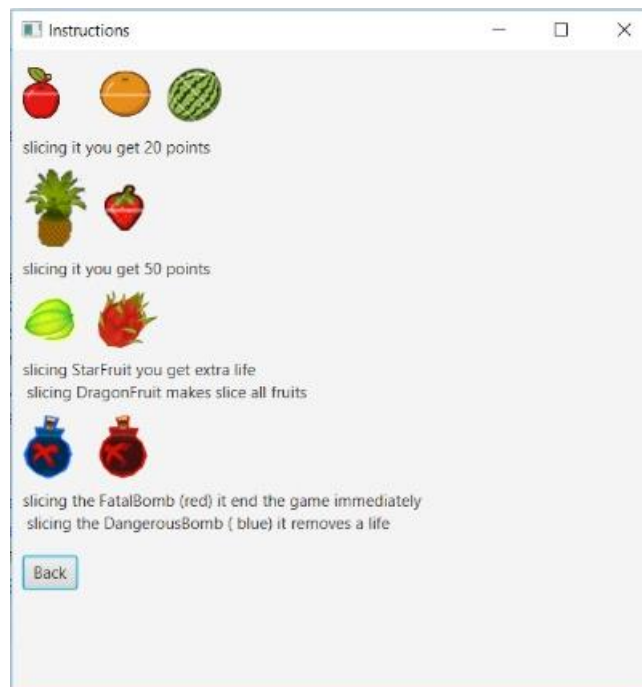 Instructions
slicing it you get 20 points
slicing it you get 50 points
slicing StarFruit you get extra life
slicing DragonFruit makes slice all fruits
slicing the FatalBomb (red) it end the game immediately
slicing the DangerousBomb ( blue) it removes a life
Back